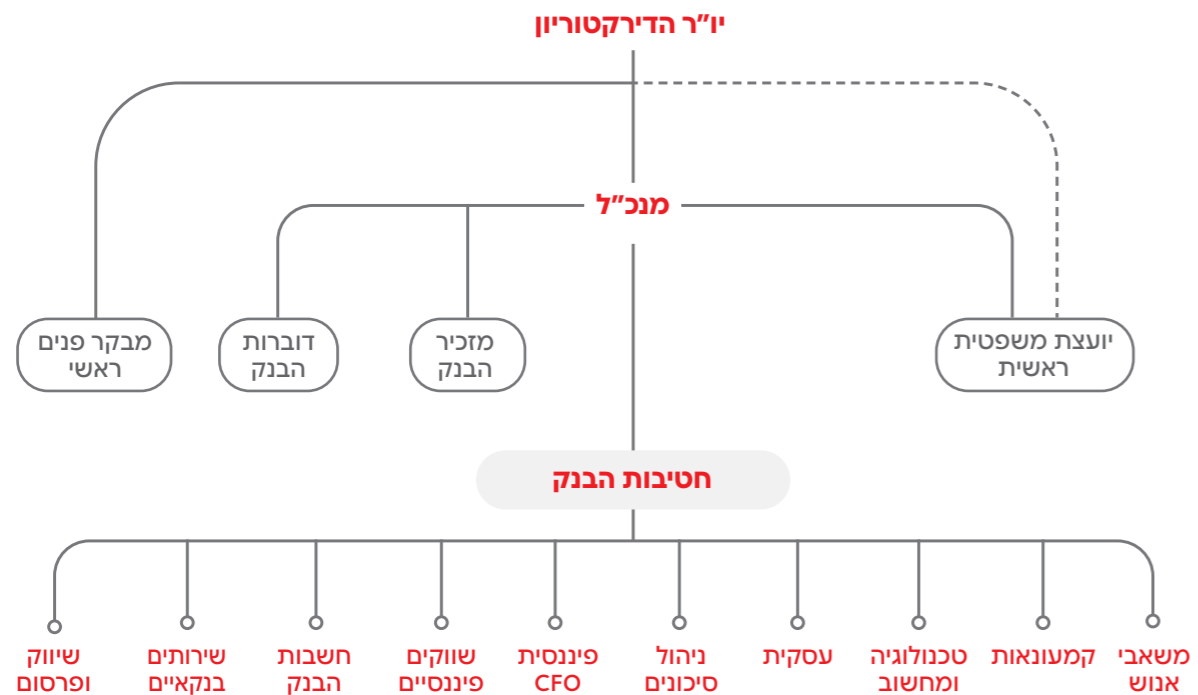 יו"ר הדירקטוריון
מנכ"ל
יועצת משפטית
ראשית
מזכיר
הבנק
דוברות
הבנק
מבקר פנים
ראשי
חטיבות הבנק
משאבי
אנוש
קמעונאות
טכנולוגיה
ומחשוב
עסקית
ניהול
סיכונים
פיננסית
CFO
שווקים
פיננסיים
חשבות
הבנק
שירותים
בנקאיים
שיווק
ופרסום